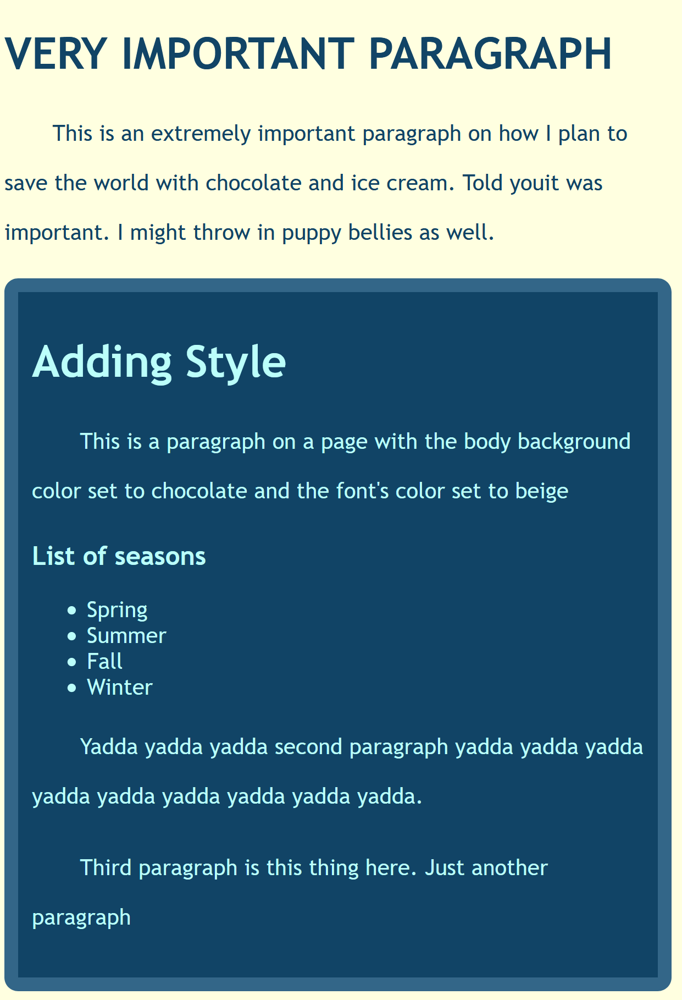 VERY IMPORTANT PARAGRAPH
This is an extremely important paragraph on how I plan to
save the world with chocolate and ice cream. Told youit was
important. I might throw in puppy bellies as well.
Adding Style
This is a paragraph on a page with the body background
color set to chocolate and the font's color set to beige
List of seasons
• Spring
• Summer
• Fall
• Winter
Yadda yadda yadda second paragraph yadda yadda yadda
yadda yadda yadda yadda yadda yadda.
Third paragraph is this thing here. Just another
paragraph